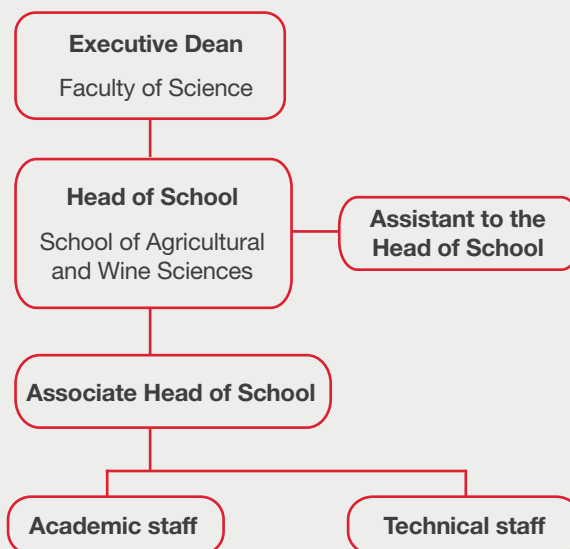 Executive Dean
Faculty of Science
Head of School
School of Agricultural
and Wine Sciences
Assistant to the
Head of School
Associate Head of School
Academic staff
Technical staff